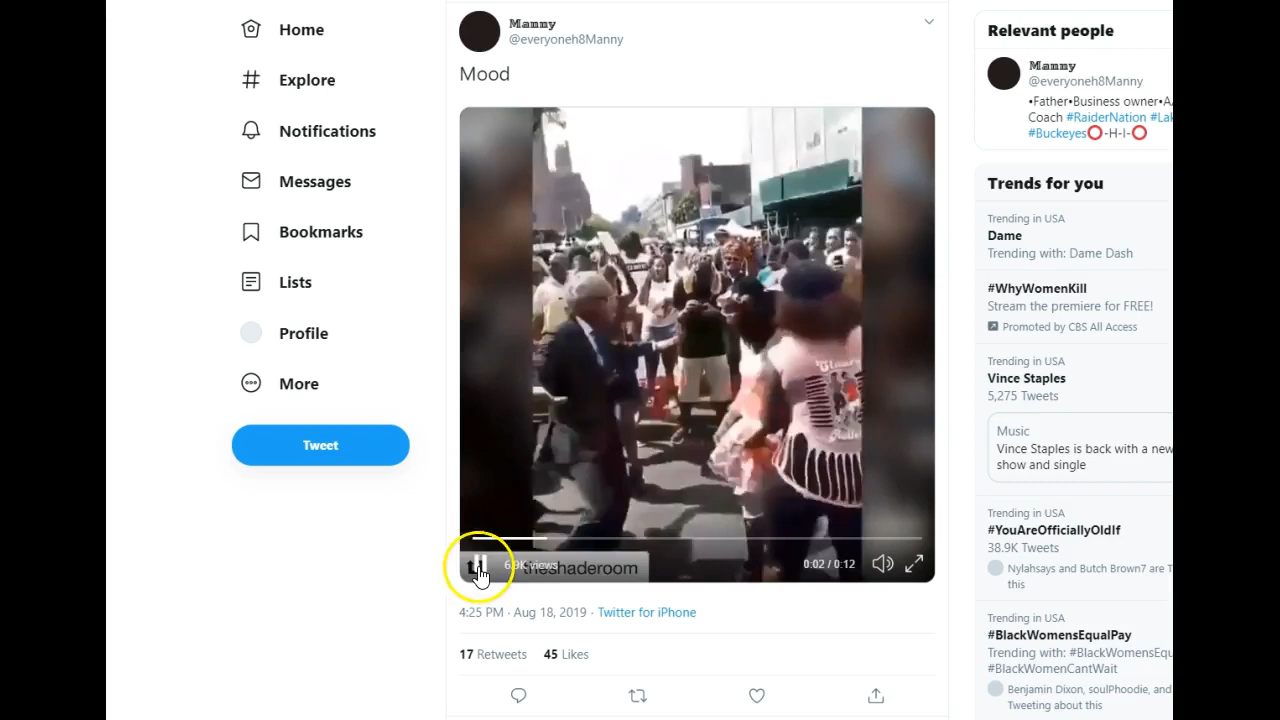 Home
Explore
Notifications
Messages
Bookmarks
Lists
Profile
More
Tweet
Manny
@everyoneh8Manny
Mood
6.9K views
theshaderoom
0:02 / 0:12
4:25 PM · Aug 18, 2019 · Twitter for iPhone
17 Retweets 45 Likes
Relevant people
Manny
@everyoneh8Manny
•Father•Business owner•A
Coach #RaiderNation #Lak
#Buckeyes⭕-H-I-⭕
Trends for you
Trending in USA
Dame
Trending with: Dame Dash
#WhyWomenKill
Stream the premiere for FREE!
Promoted by CBS All Access
Trending in USA
Vince Staples
5,275 Tweets
Music
Vince Staples is back with a new
show and single
Trending in USA
#YouAreOfficiallyOldIf
38.9K Tweets
Nylahsays and Butch Brown7 are T
this
Trending in USA
#BlackWomensEqualPay
Trending with: #BlackWomensEqu
#BlackWomenCantWait
Benjamin Dixon, soulPhoodie, and
Tweeting about this